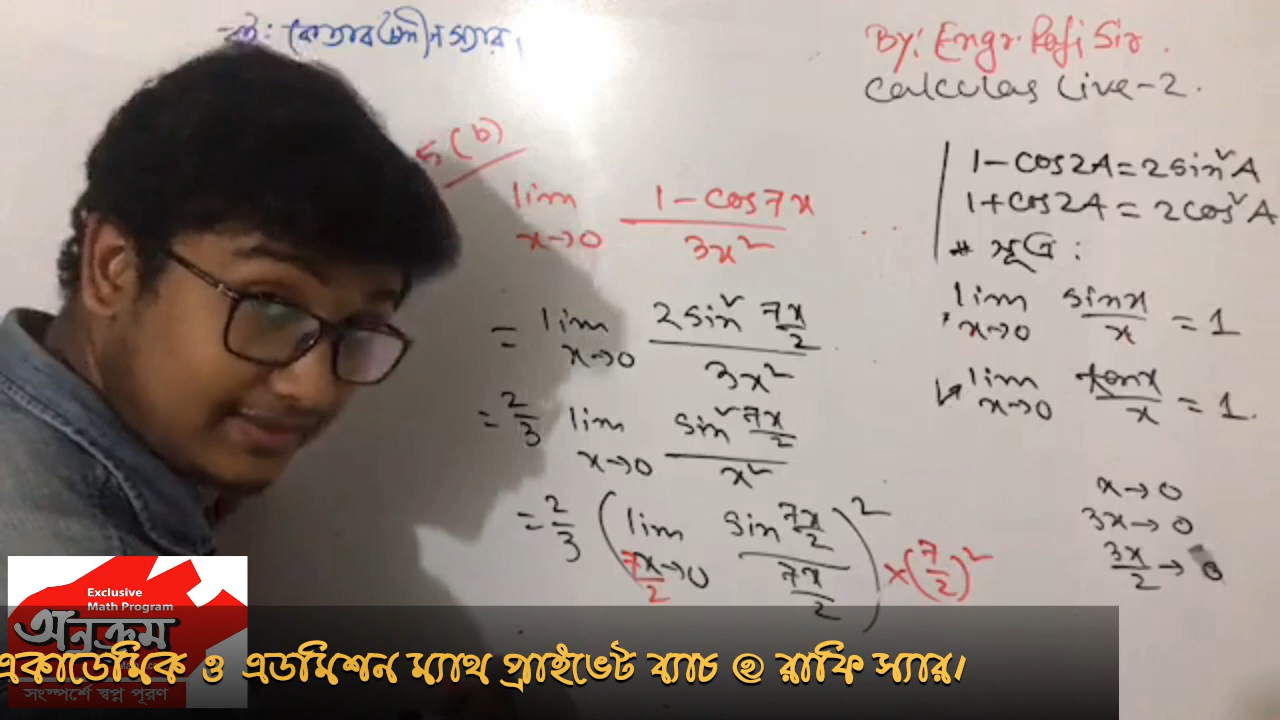 বই: কেতাব উদ্দীন স্যার।
By: Engr. Rafi Sir.
Calculas Live-2.
5(b)
lim x→0 (1-cos7x)/(3x²)
= lim x→0 (2sin² 7x/2)/(3x²)
= 2/3 lim x→0 (sin² 7x/2)/(x²)
= 2/3 (lim 7x/2→0 (sin 7x/2)/(7x/2))² × (7/2)²
1-cos2A=2sin²A
1+cos2A=2cos²A
# সূত্র:
lim x→0 sinx/x = 1
lim x→0 tanx/x = 1.
x→0
3x→0
3x/2→0
Exclusive
Math Program
অনুক্রম
সংস্পর্শে স্বপ্ন পূরণ
একাডেমিক ও এডমিশন ম্যাথ প্রাইভেট ব্যাচ @ রাফি স্যার।